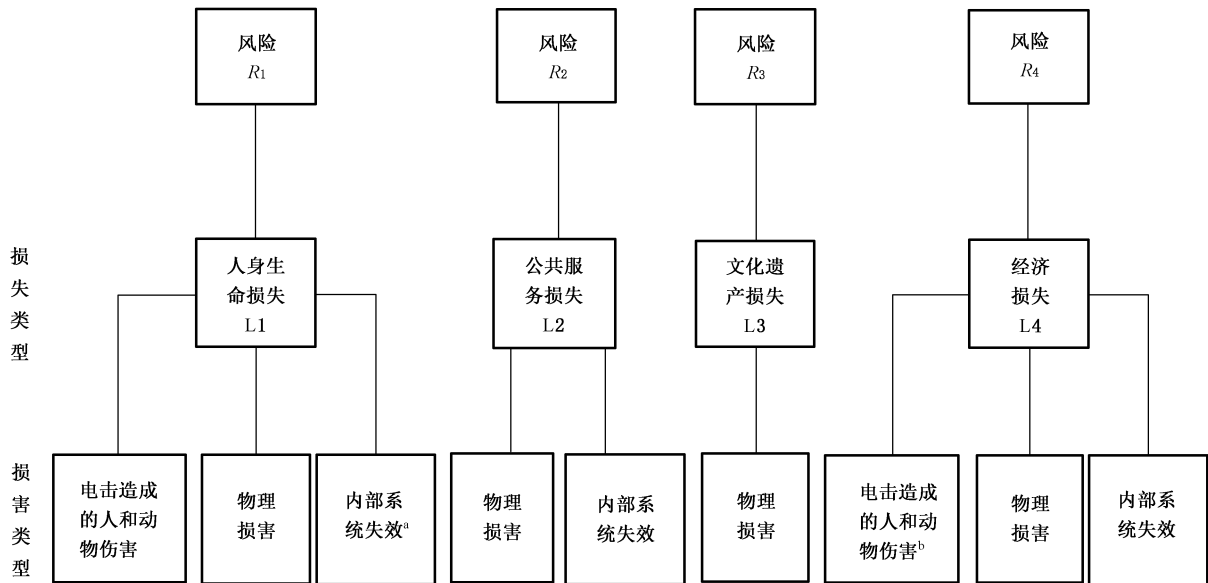 风险
R1
风险
R2
风险
R3
风险
R4
损失类型
人身生
命损失
L1
公共服
务损失
L2
文化遗
产损失
L3
经济
损失
L4
损害类型
电击造成
的人和动
物伤害
物理
损害
内部系
统失效a
物理
损害
内部系
统失效
物理
损害
电击造成
的人和动
物伤害b
物理
损害
内部系
统失效